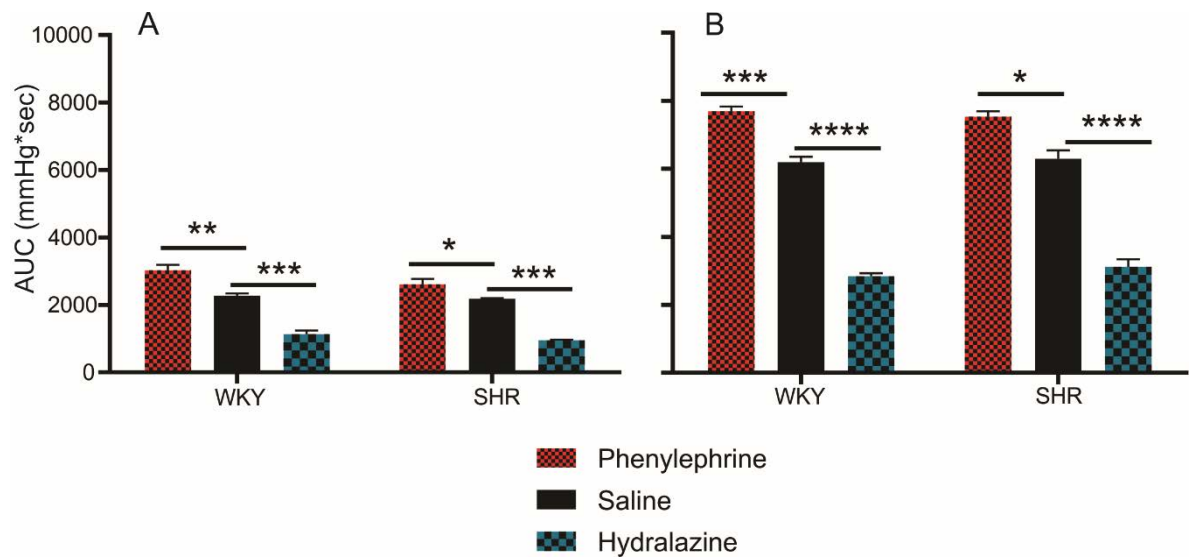 A
B
AUC (mmHg*sec)
10000
8000
6000
4000
2000
0
**
***
*
***
***
****
*
****
WKY
SHR
WKY
SHR
Phenylephrine
Saline
Hydralazine